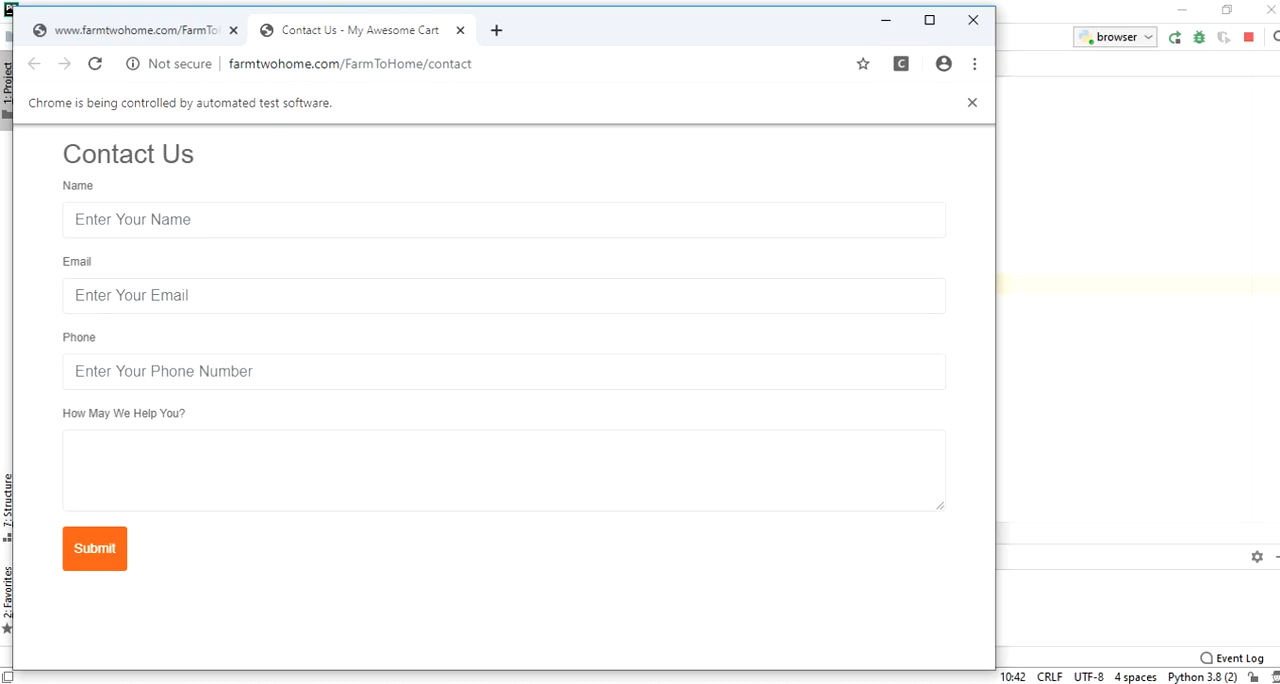 www.farmtwohome.com/FarmTo
Contact Us - My Awesome Cart
browser
Not secure
farmtwohome.com/FarmToHome/contact
C
Chrome is being controlled by automated test software.
1: Project
Contact Us
Name
Enter Your Name
Email
Enter Your Email
Phone
Enter Your Phone Number
How May We Help You?
Submit
7: Structure
2: Favorites
Event Log
10:42 CRLF UTF-8 4 spaces Python 3.8 (2)